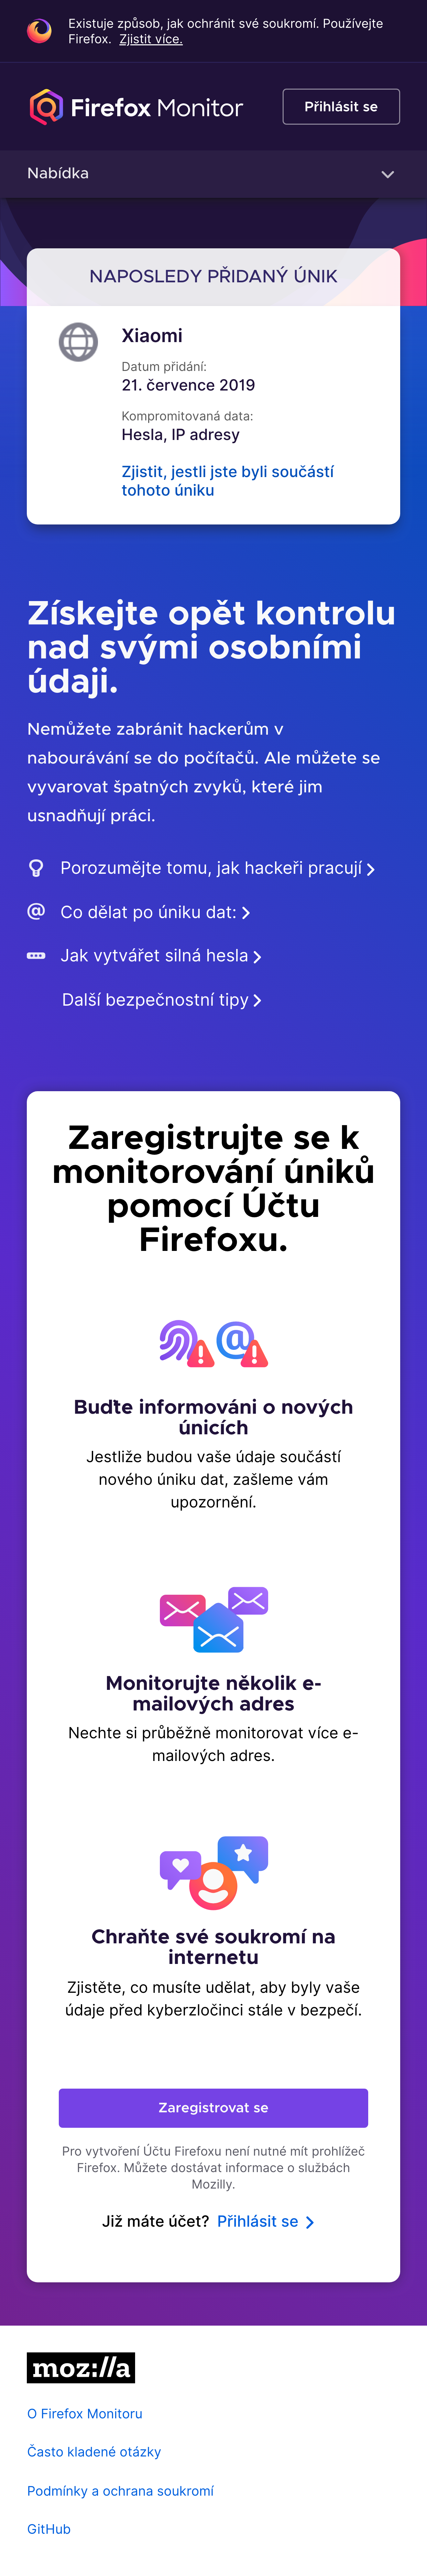 Existuje způsob, jak ochránit své soukromí. Používejte
Firefox. Zjistit více.
Firefox Monitor
Přihlásit se
Nabídka
NAPOSLEDY PŘIDANÝ ÚNIK
Xiaomi
Datum přidání:
21. července 2019
Kompromitovaná data:
Hesla, IP adresy
Zjistit, jestli jste byli součástí
tohoto úniku
Získejte opět kontrolu
nad svými osobními
údaji.
Nemůžete zabránit hackerům v
nabourávání se do počítačů. Ale můžete se
vyvarovat špatných zvyků, které jim
usnadňují práci.
Porozumějte tomu, jak hackeři pracují
Co dělat po úniku dat:
Jak vytvářet silná hesla
Další bezpečnostní tipy
Zaregistrujte se k
monitorování úniků
pomocí Účtu
Firefoxu.
Buďte informováni o nových
únicích
Jestliže budou vaše údaje součástí
nového úniku dat, zašleme vám
upozornění.
Monitorujte několik e-
mailových adres
Nechte si průběžně monitorovat více e-
mailových adres.
Chraňte své soukromí na
internetu
Zjistěte, co musíte udělat, aby byly vaše
údaje před kyberzločinci stále v bezpečí.
Zaregistrovat se
Pro vytvoření Účtu Firefoxu není nutné mít prohlížeč
Firefox. Můžete dostávat informace o službách
Mozilly.
Již máte účet? Přihlásit se
moz://a
O Firefox Monitoru
Často kladené otázky
Podmínky a ochrana soukromí
GitHub